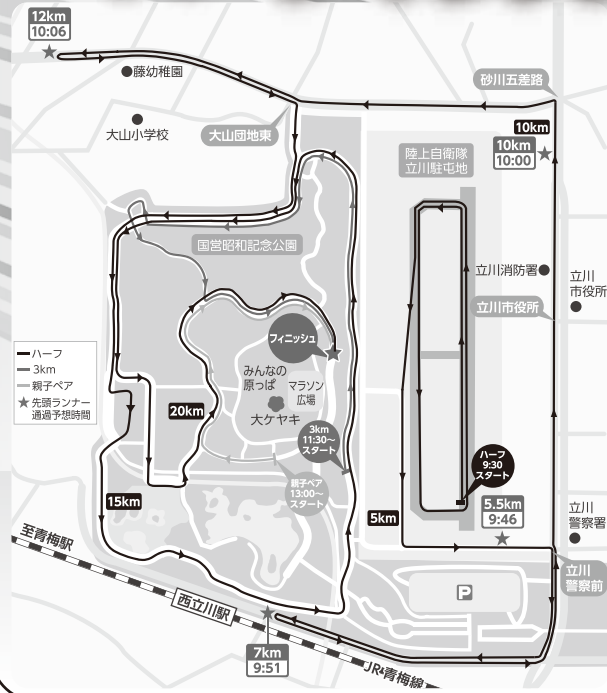 12km
10:06
藤幼稚園
大山小学校
大山団地東
砂川五差路
10km
10km
10:00
陸上自衛隊
立川駐屯地
国営昭和記念公園
立川消防署
立川
市役所
立川市役所
フィニッシュ
みんなの
原っぱ
マラソン
広場
大ケヤキ
ハーフ
3km
親子ペア
先頭ランナー
通過予想時間
20km
3km
11:30〜
スタート
親子ペア
13:00〜
スタート
ハーフ
9:30
スタート
15km
5km
5.5km
9:46
立川
警察署
立川
警察前
至青梅駅
西立川駅
P
7km
9:51
JR青梅線